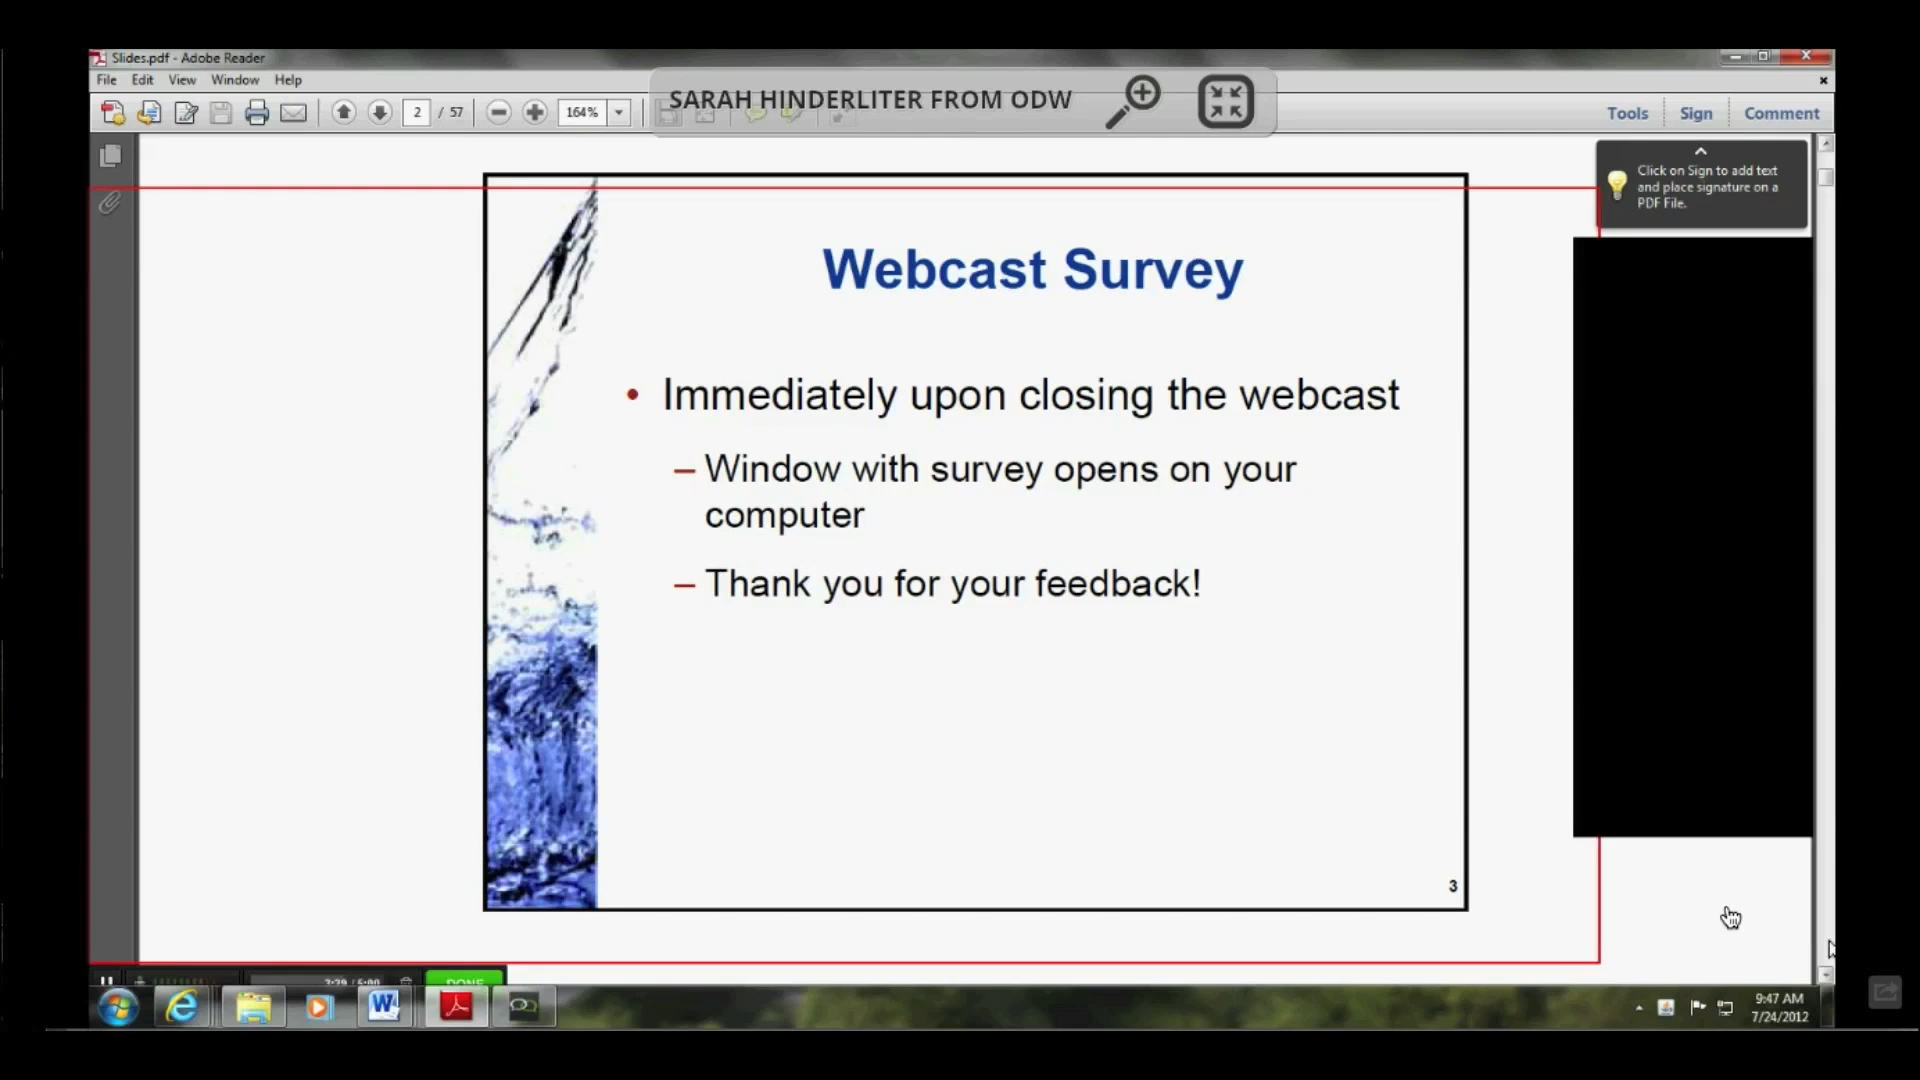 Slides.pdf - Adobe Reader
File Edit View Window Help
SARAH HINDERLITER FROM ODW
2 / 57 164%
Tools Sign Comment
Click on Sign to add text
and place signature on a
PDF File.
Webcast Survey
• Immediately upon closing the webcast
– Window with survey opens on your
computer
– Thank you for your feedback!
3
DONE
9:47 AM
7/24/2012